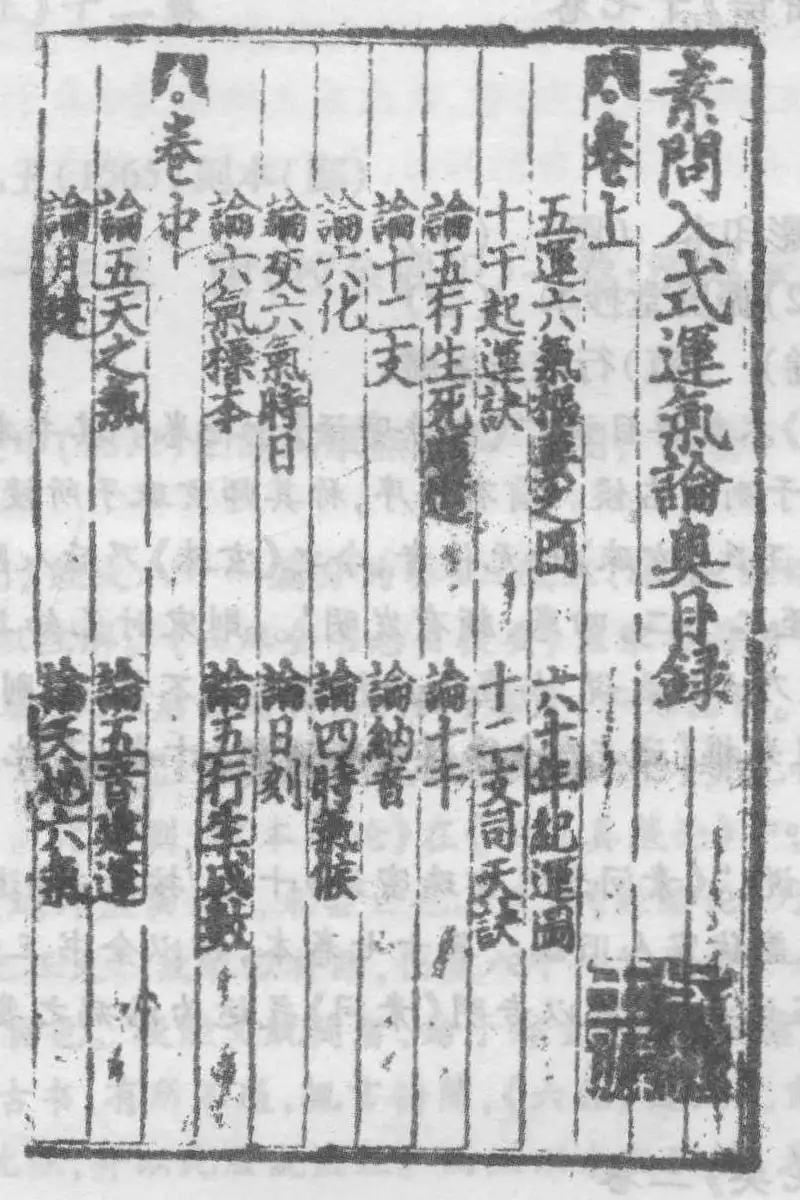 素問入式運氣論奧目録
卷上
五運六氣樞要之圖
六十年紀運圖
十干起運訣
十二支司天訣
論五行生死順逆
論十干
論十二支
論納音
論六化
論四時氣候
論交六氣時日
論日刻
論六氣標本
論五行生成數
卷中
論五天之氣
論五音建運
論月建
論天地六氣